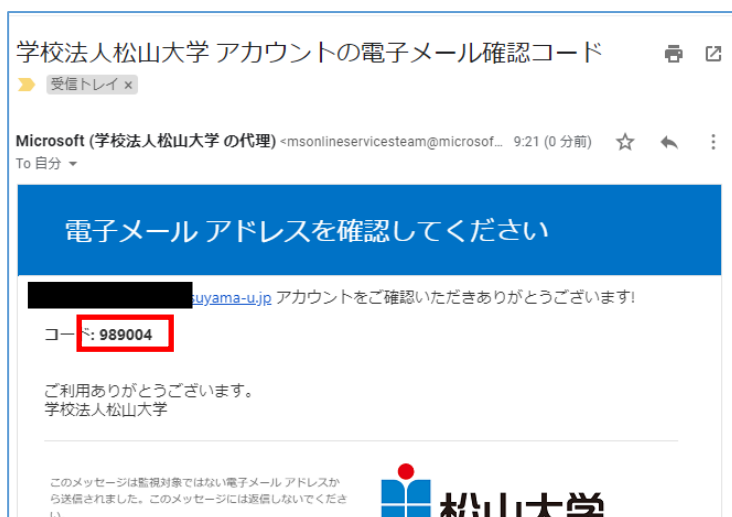 学校法人松山大学 アカウントの電子メール確認コード
受信トレイ ×
Microsoft (学校法人松山大学 の代理) <msonlineservicesteam@microsof... 9:21 (0 分前)
To 自分
電子メール アドレスを確認してください
suyama-u.jp アカウントをご確認いただきありがとうございます!
コード: 989004
ご利用ありがとうございます。
学校法人松山大学
このメッセージは監視対象ではない電子メール アドレスか
ら送信されました。このメッセージには返信しないでくださ
い。
松山大学